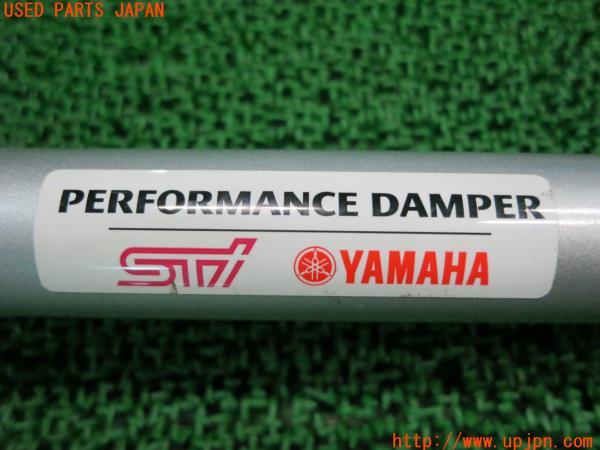 USED PARTS JAPAN
PERFORMANCE DAMPER
STi YAMAHA
http://www.upjpn.com